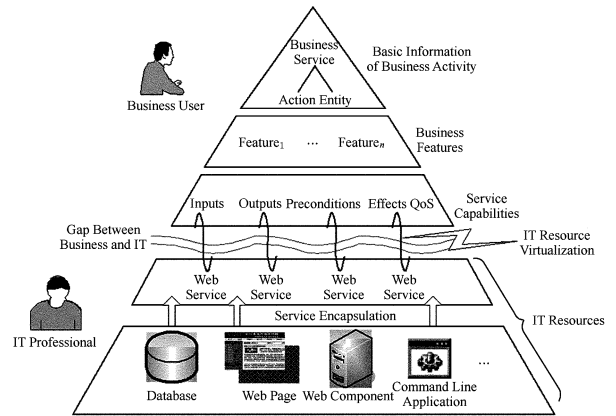 Business
Service
Action Entity
Basic Information
of Business Activity
Business User
Feature1 ... Featuren
Business
Features
Inputs Outputs Preconditions Effects QoS
Service
Capabilities
Gap Between
Business and IT
IT Resource
Virtualization
Web
Service
Web
Service
Web
Service
Web
Service
Service Encapsulation
IT Professional
IT Resources
Database
Web Page
Web Component
Command Line
Application
...